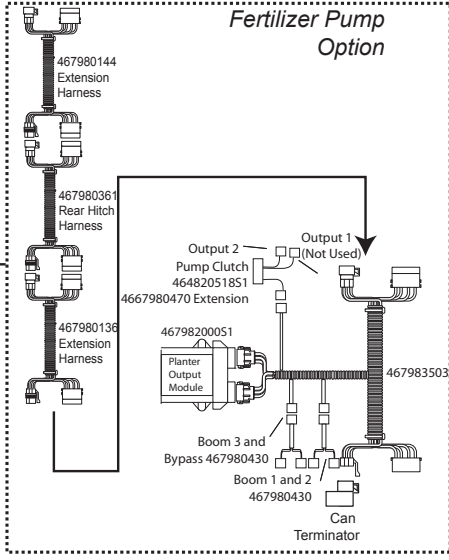 Fertilizer Pump
Option
467980144
Extension
Harness
467980361
Rear Hitch
Harness
467980136
Extension
Harness
Output 2
Output 1
(Not Used)
Pump Clutch
464820518S1
4667980470 Extension
467982000S1
Planter
Output
Module
467983503
Boom 3 and
Bypass 467980430
Boom 1 and 2
467980430
Can
Terminator